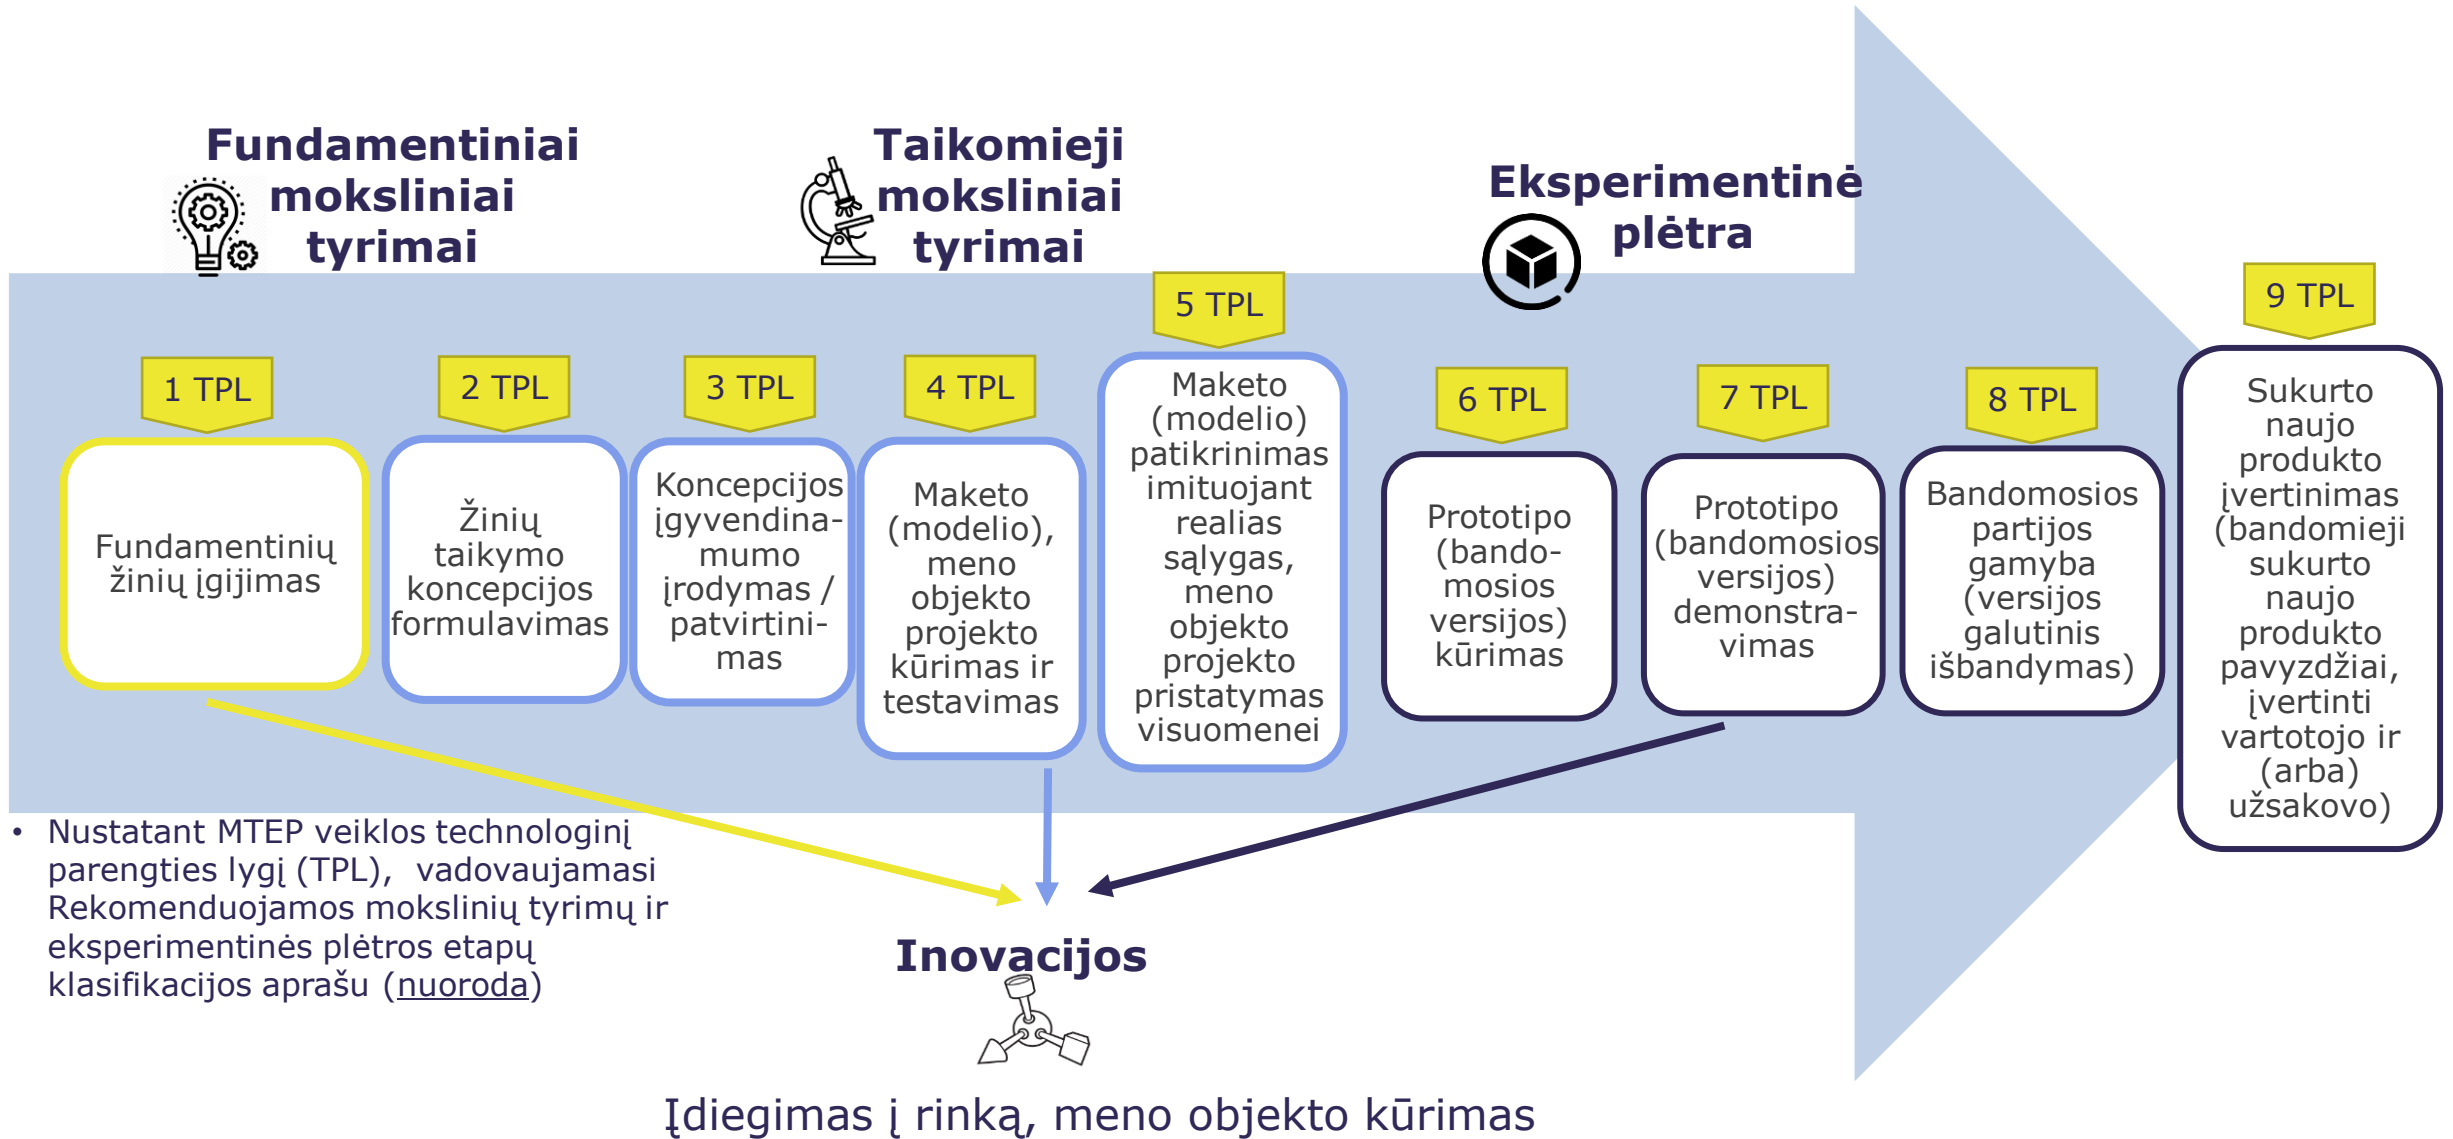 Fundamentiniai
moksliniai
tyrimai
Taikomieji
moksliniai
tyrimai
Eksperimentinė
plėtra
1 TPL
Fundamentinių
žinių įgijimas
2 TPL
Žinių
taikymo
koncepcijos
formulavimas
3 TPL
Koncepcijos
įgyvendina-
mumo
įrodymas /
patvirtini-
mas
4 TPL
Maketo
(modelio),
meno
objekto
projekto
kūrimas ir
testavimas
5 TPL
Maketo
(modelio)
patikrinimas
imituojant
realias
sąlygas,
meno
objekto
projekto
pristatymas
visuomenei
6 TPL
Prototipo
(bando-
mosios
versijos)
kūrimas
7 TPL
Prototipo
(bandomosios
versijos)
demonstra-
vimas
8 TPL
Bandomosios
partijos
gamyba
(versijos
galutinis
išbandymas)
9 TPL
Sukurto
naujo
produkto
įvertinimas
(bandomieji
sukurto
naujo
produkto
pavyzdžiai,
įvertinti
vartotojo ir
(arba)
užsakovo)
• Nustatant MTEP veiklos technologinį
parengties lygį (TPL), vadovaujamasi
Rekomenduojamos mokslinių tyrimų ir
eksperimentinės plėtros etapų
klasifikacijos aprašu (nuoroda)
Inovacijos
Įdiegimas į rinką, meno objekto kūrimas